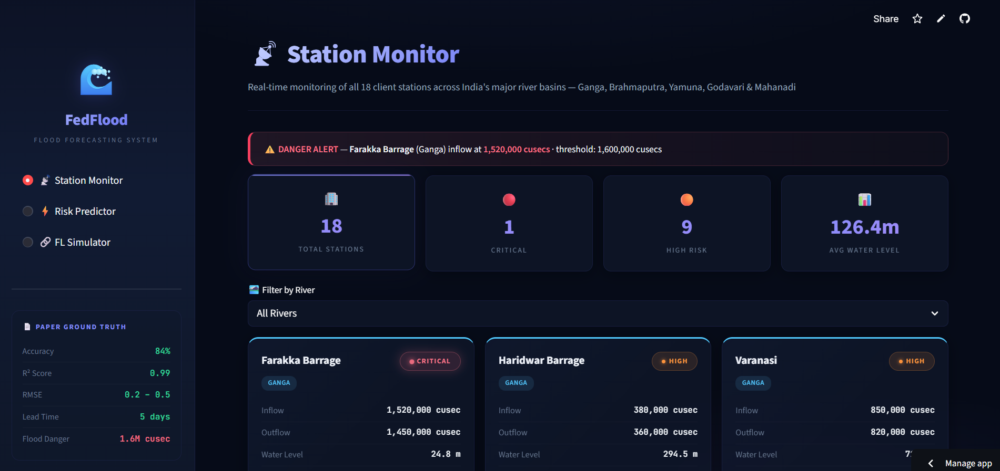 Share
FedFlood
FLOOD FORECASTING SYSTEM
Station Monitor
Risk Predictor
FL Simulator
PAPER GROUND TRUTH
Accuracy 84%
R² Score 0.99
RMSE 0.2 – 0.5
Lead Time 5 days
Flood Danger 1.6M cusec
Station Monitor
Real-time monitoring of all 18 client stations across India's major river basins — Ganga, Brahmaputra, Yamuna, Godavari & Mahanadi
DANGER ALERT — Farakka Barrage (Ganga) inflow at 1,520,000 cusecs · threshold: 1,600,000 cusecs
18
TOTAL STATIONS
1
CRITICAL
9
HIGH RISK
126.4m
AVG WATER LEVEL
Filter by River
All Rivers
Farakka Barrage CRITICAL
GANGA
Inflow 1,520,000 cusec
Outflow 1,450,000 cusec
Water Level 24.8 m
Haridwar Barrage HIGH
GANGA
Inflow 380,000 cusec
Outflow 360,000 cusec
Water Level 294.5 m
Varanasi HIGH
GANGA
Inflow 850,000 cusec
Outflow 820,000 cusec
Water Level
Manage app